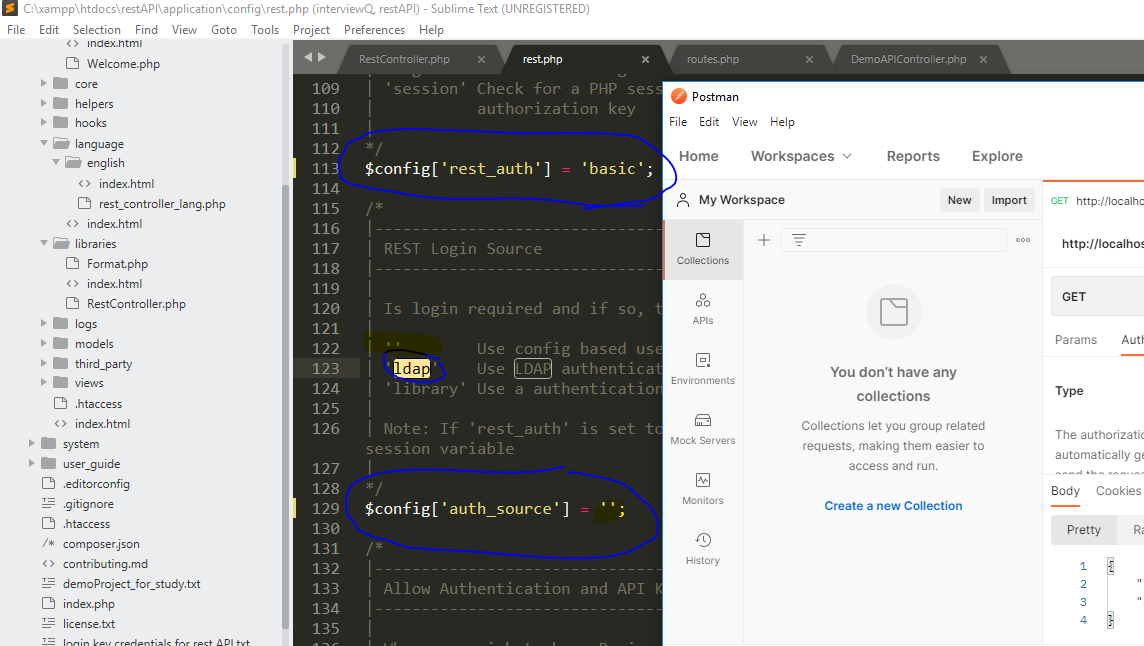 C:\xampp\htdocs\restAPI\application\config\rest.php (interviewQ, restAPI) - Sublime Text (UNREGISTERED)
File Edit Selection Find View Goto Tools Project Preferences Help
index.html
Welcome.php
core
helpers
hooks
language
english
index.html
rest_controller_lang.php
index.html
libraries
Format.php
index.html
RestController.php
logs
models
third_party
views
.htaccess
index.html
system
user_guide
.editorconfig
.gitignore
.htaccess
composer.json
contributing.md
demoProject_for_study.txt
index.php
license.txt
login key credentials for rest API.txt
RestController.php rest.php routes.php DemoAPIController.php
109 | 'session' Check for a PHP sess
110 | authorization key
111 |
112 */
113 $config['rest_auth'] = 'basic';
114
115 /*
116 |--------------------------------
117 | REST Login Source
118 |--------------------------------
119 |
120 | Is login required and if so, t
121 |
122 | '' Use config based use
123 | 'ldap' Use LDAP authenticat
124 | 'library' Use a authentication
125 |
126 | Note: If 'rest_auth' is set to
session variable
127 |
128 */
129 $config['auth_source'] = '';
130
131 /*
132 |--------------------------------
133 | Allow Authentication and API K
134 |--------------------------------
135 |
Postman
File Edit View Help
Home Workspaces Reports Explore
My Workspace New Import
Collections
APIs
Environments
Mock Servers
Monitors
History
You don't have any
collections
Collections let you group related
requests, making them easier to
access and run.
Create a new Collection
GET http://localho
http://localhos
GET
Params Auth
Type
The authorizatio
automatically ge
send the reques
Body Cookies
Pretty Ra
1 {
2 "
3 "
4 }